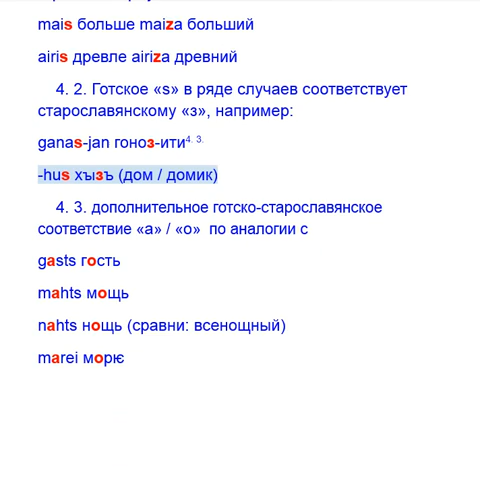 mais больше maiza больший
airis древле airiza древний
4. 2. Готское «s» в ряде случаев соответствует
старославянскому «з», например:
ganas-jan гоноз-ити4. 3.
-hus хъізъ (дом / домик)
4. 3. дополнительное готско-старославянское
соответствие «а» / «о» по аналогии с
gasts гость
mahts мощь
nahts нощь (сравни: всенощный)
marei морѥ